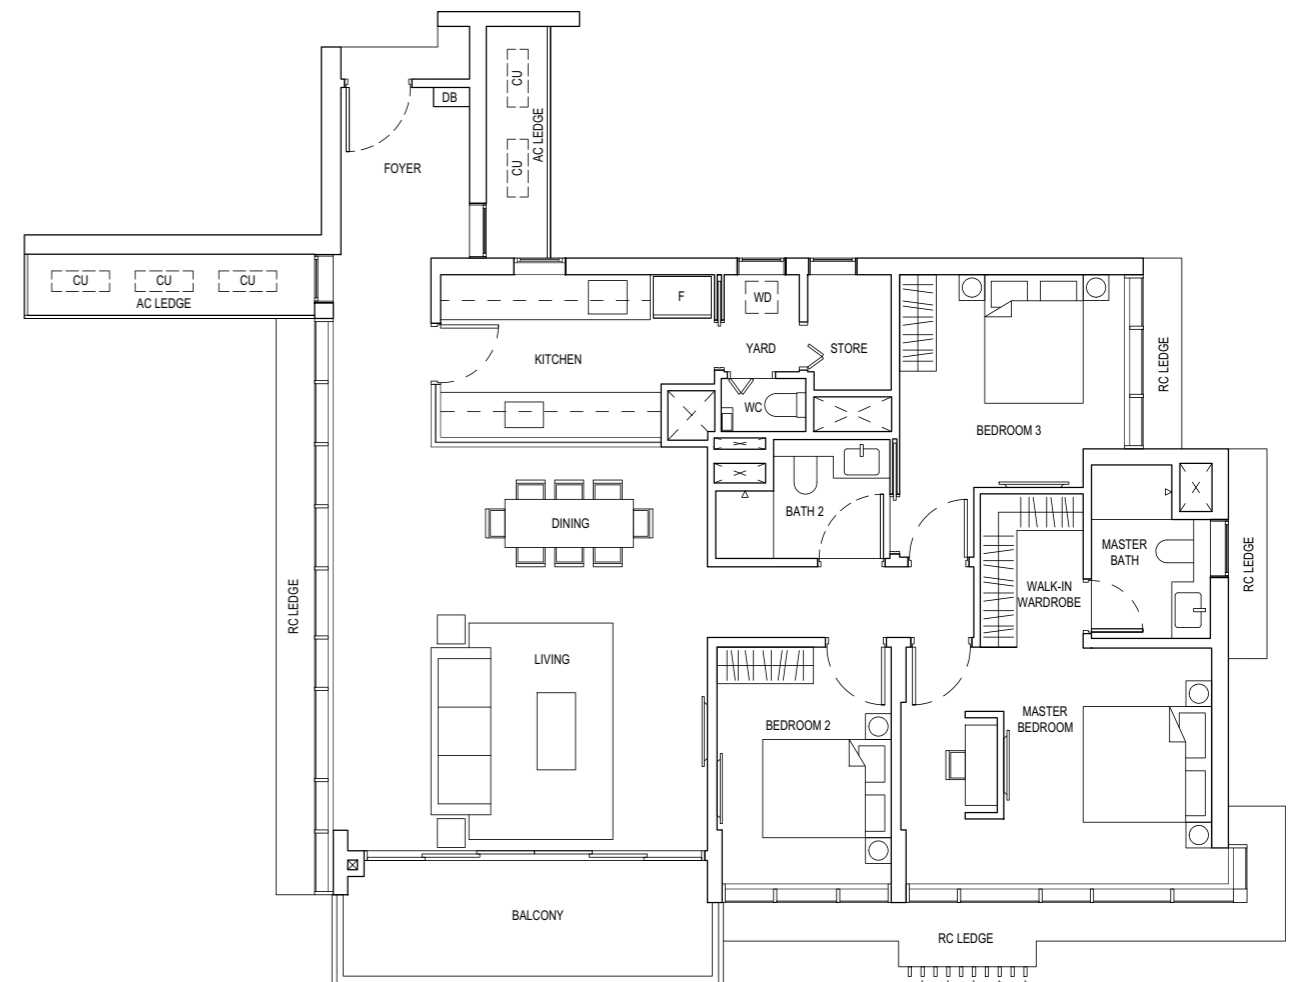 CU
DB
AC LEDGE
CU
FOYER
CU
CU
CU
AC LEDGE
F
WD
KITCHEN
YARD
STORE
RC LEDGE
WC
BEDROOM 3
DINING
BATH 2
MASTER
BATH
RC LEDGE
WALK-IN
WARDROBE
RC LEDGE
LIVING
BEDROOM 2
MASTER
BEDROOM
BALCONY
RC LEDGE